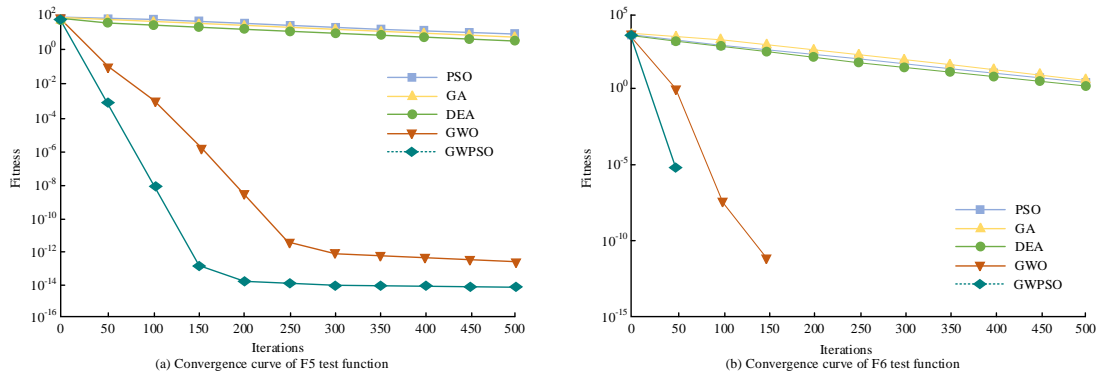 10^2
10^0
10^-2
10^-4
10^-6
10^-8
10^-10
10^-12
10^-14
10^-16
Fitness
PSO
GA
DEA
GWO
GWPSO
0 50 100 150 200 250 300 350 400 450 500
Iterations
(a) Convergence curve of F5 test function
10^5
10^0
10^-5
10^-10
10^-15
Fitness
PSO
GA
DEA
GWO
GWPSO
0 50 100 150 200 250 300 350 400 450 500
Iterations
(b) Convergence curve of F6 test function